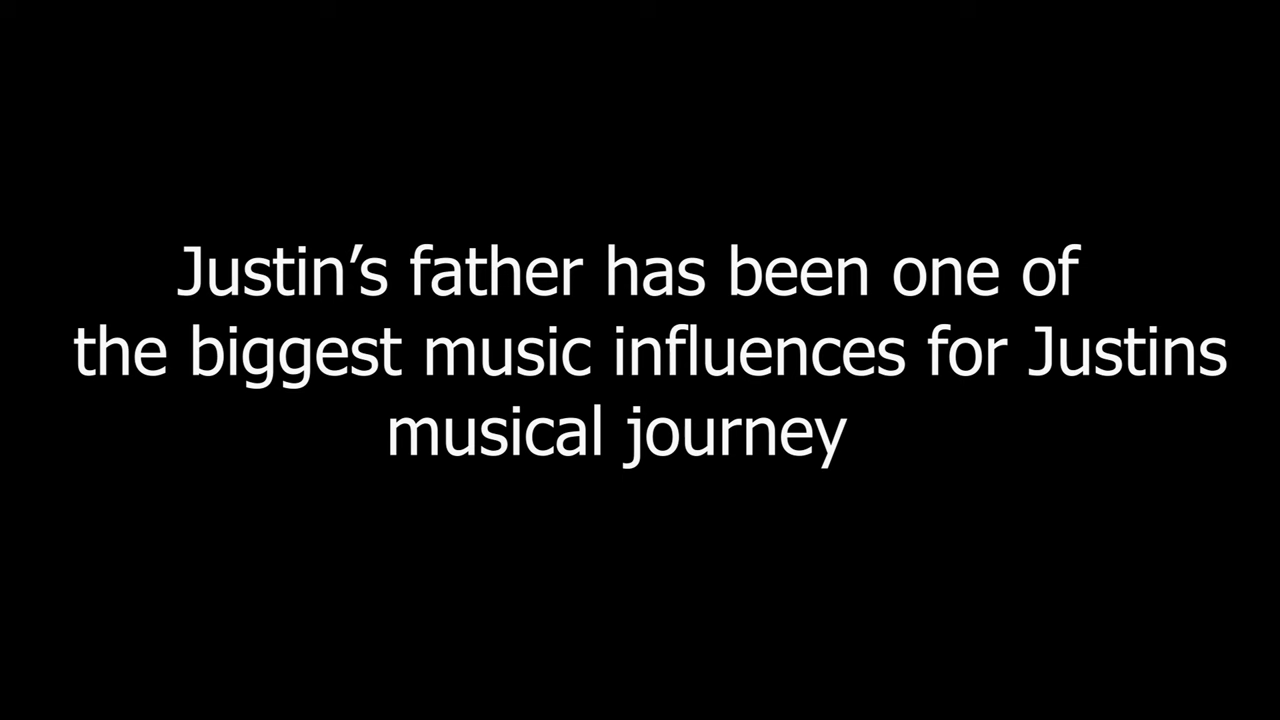 Justin’s father has been one of
the biggest music influences for Justins
musical journey